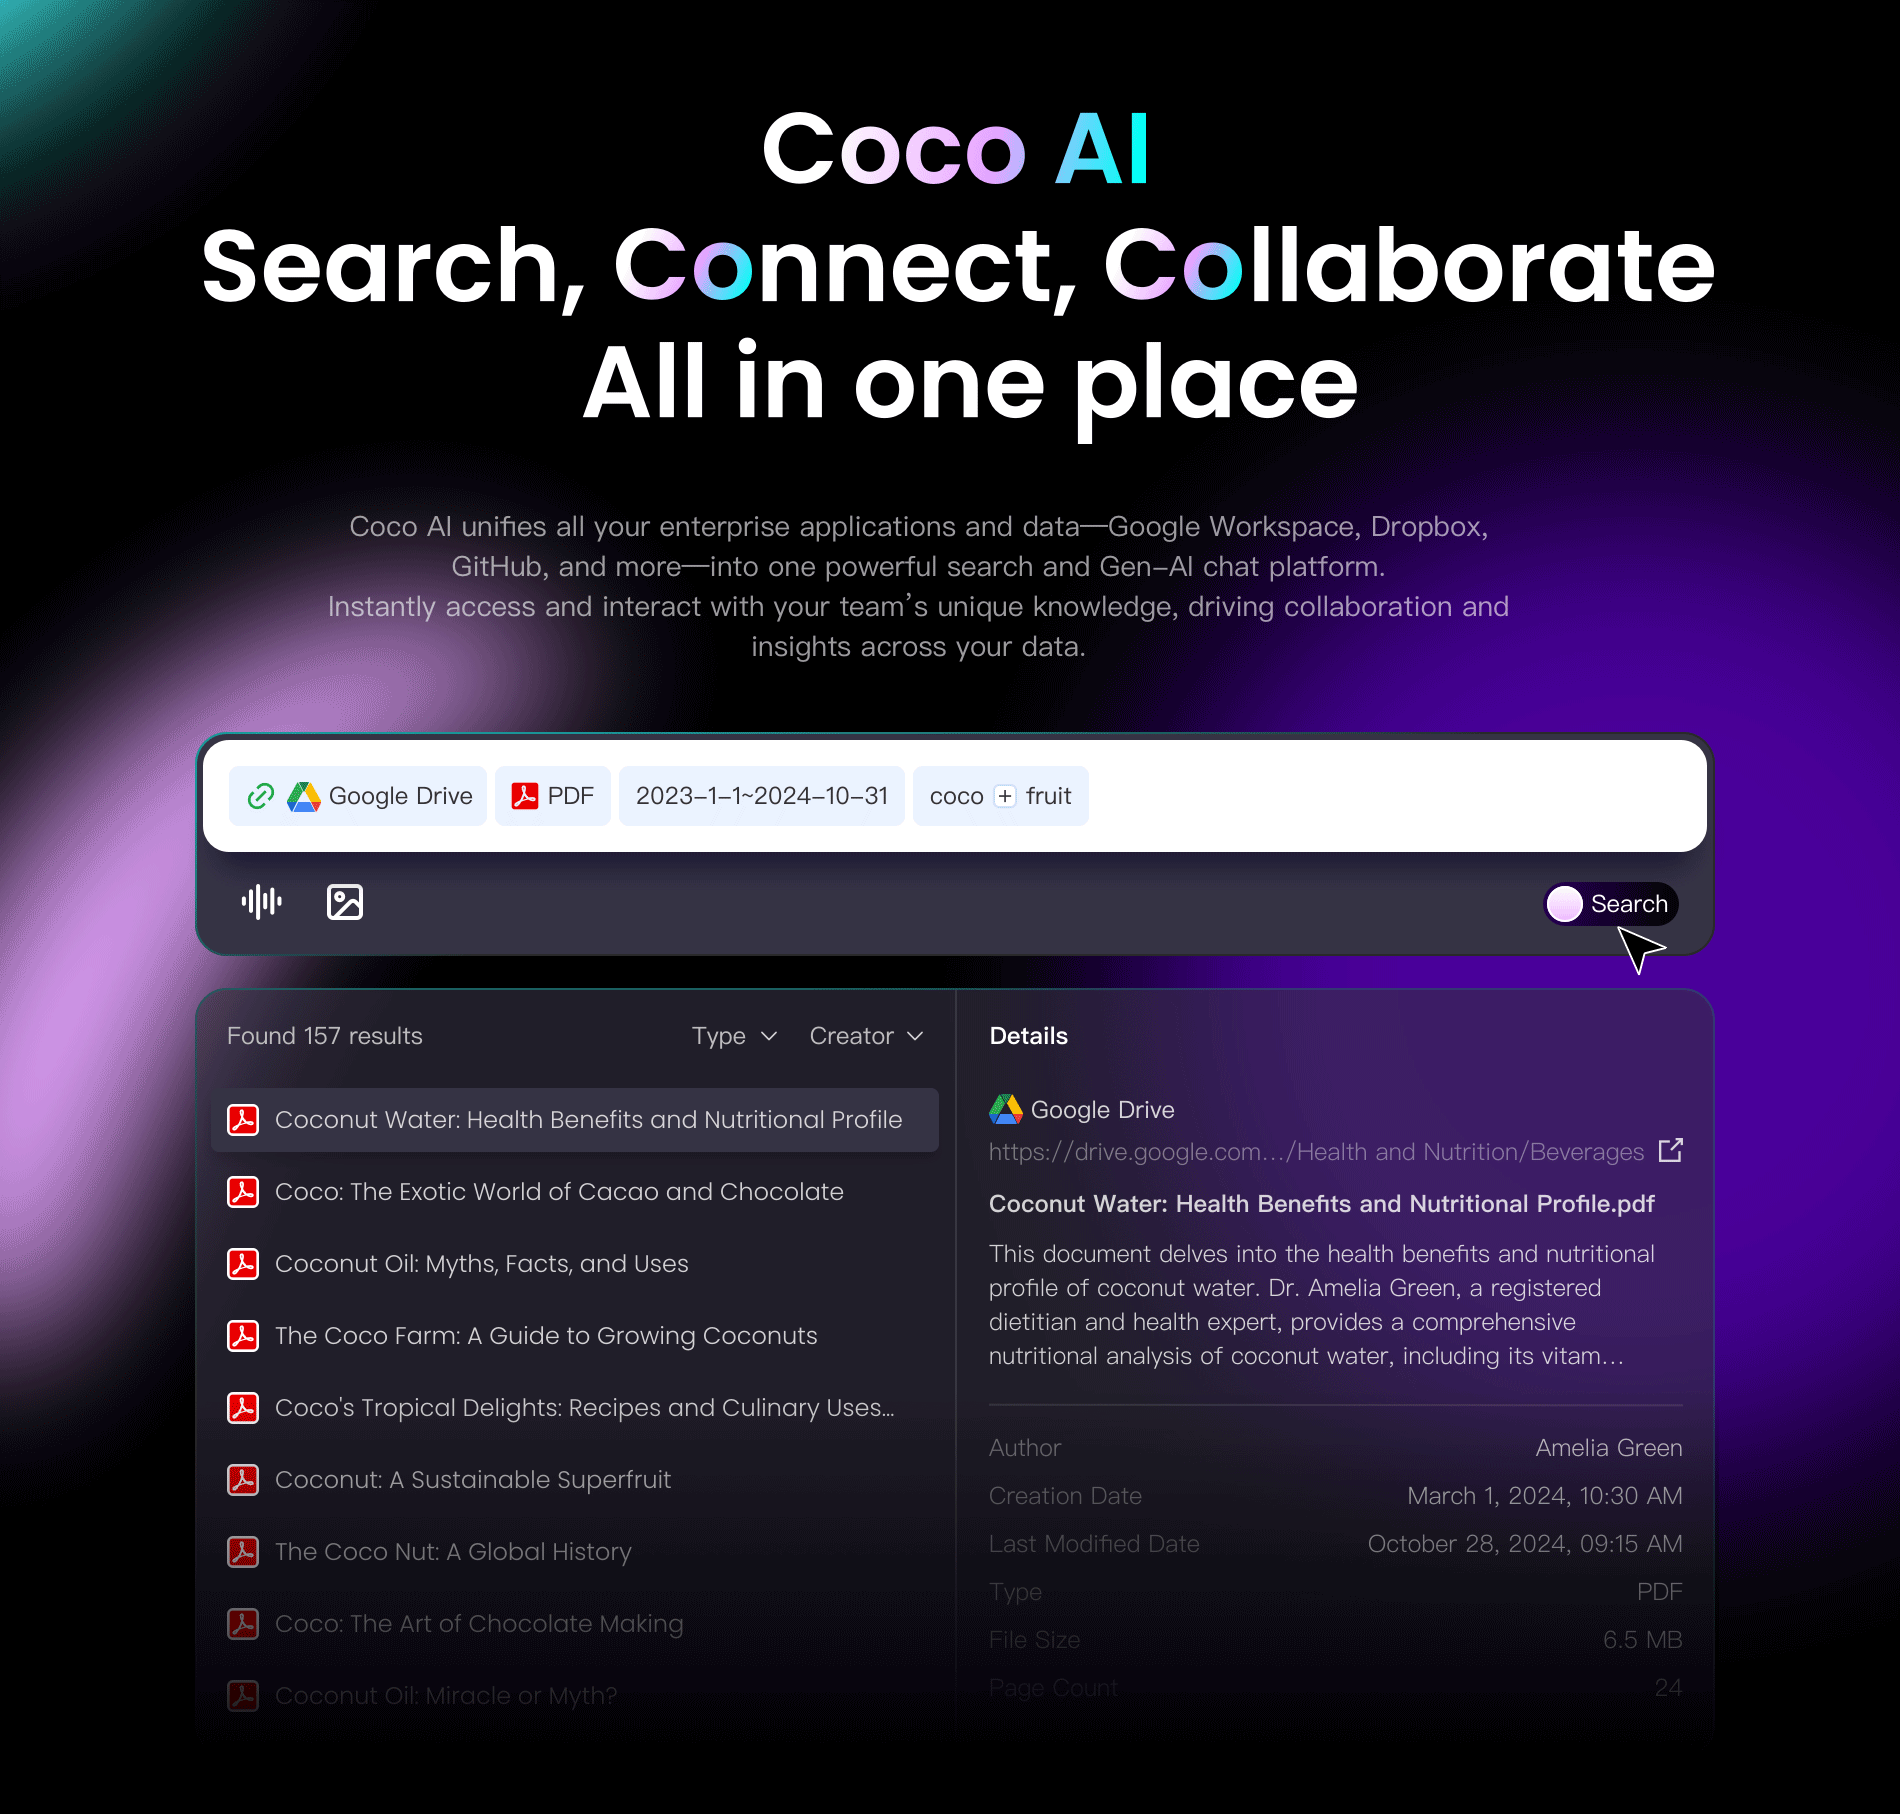 Coco AI
Search, Connect, Collaborate
All in one place
Coco AI unifies all your enterprise applications and data—Google Workspace, Dropbox,
GitHub, and more—into one powerful search and Gen-AI chat platform.
Instantly access and interact with your team's unique knowledge, driving collaboration and
insights across your data.
Google Drive PDF 2023-1-1~2024-10-31 coco + fruit
Search
Found 157 results Type Creator
Coconut Water: Health Benefits and Nutritional Profile
Coco: The Exotic World of Cacao and Chocolate
Coconut Oil: Myths, Facts, and Uses
The Coco Farm: A Guide to Growing Coconuts
Coco's Tropical Delights: Recipes and Culinary Uses...
Coconut: A Sustainable Superfruit
The Coco Nut: A Global History
Coco: The Art of Chocolate Making
Coconut Oil: Miracle or Myth?
Details
Google Drive
https://drive.google.com.../Health and Nutrition/Beverages
Coconut Water: Health Benefits and Nutritional Profile.pdf
This document delves into the health benefits and nutritional
profile of coconut water. Dr. Amelia Green, a registered
dietitian and health expert, provides a comprehensive
nutritional analysis of coconut water, including its vitam...
Author Amelia Green
Creation Date March 1, 2024, 10:30 AM
Last Modified Date October 28, 2024, 09:15 AM
Type PDF
File Size 6.5 MB
Page Count 24